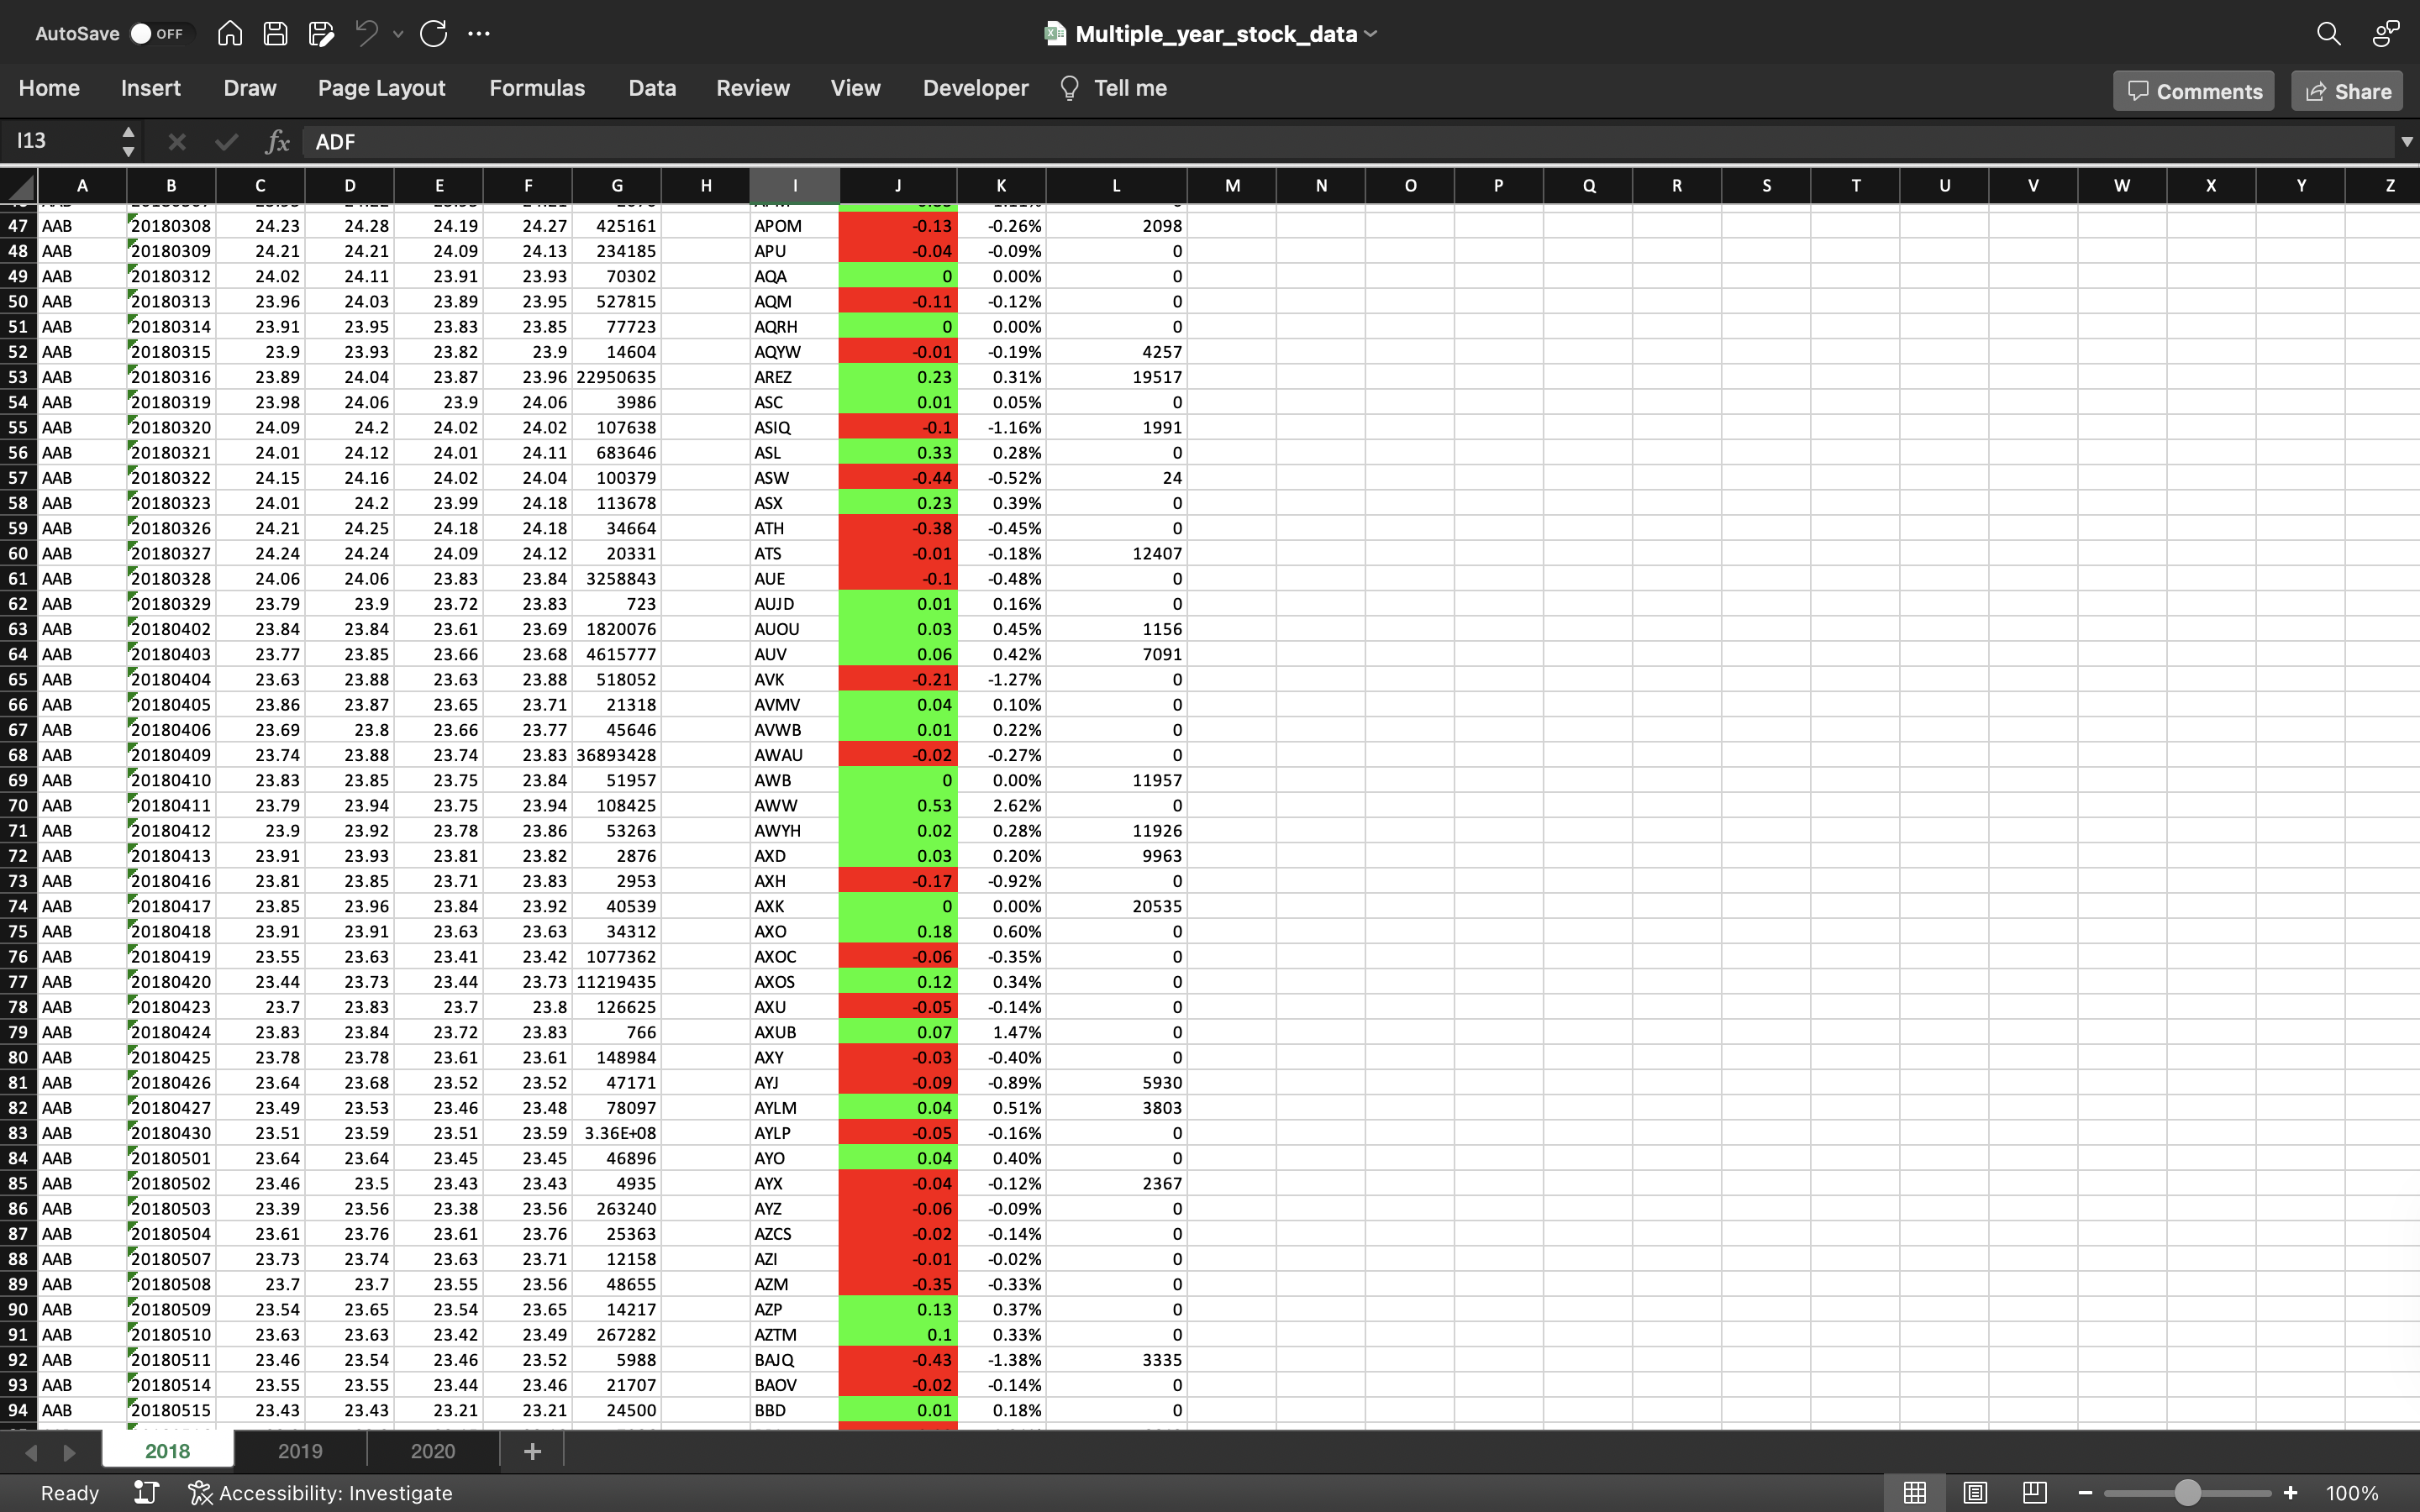 AutoSave OFF Multiple_year_stock_data
Home Insert Draw Page Layout Formulas Data Review View Developer Tell me Comments Share
I13 fx ADF
A B C D E F G H I J K L M N O P Q R S T U V W X Y Z
47 AAB 20180308 24.23 24.28 24.19 24.27 425161 APOM -0.13 -0.26% 2098
48 AAB 20180309 24.21 24.21 24.09 24.13 234185 APU -0.04 -0.09% 0
49 AAB 20180312 24.02 24.11 23.91 23.93 70302 AQA 0 0.00% 0
50 AAB 20180313 23.96 24.03 23.89 23.95 527815 AQM -0.11 -0.12% 0
51 AAB 20180314 23.91 23.95 23.83 23.85 77723 AQRH 0 0.00% 0
52 AAB 20180315 23.9 23.93 23.82 23.9 14604 AQYW -0.01 -0.19% 4257
53 AAB 20180316 23.89 24.04 23.87 23.96 22950635 AREZ 0.23 0.31% 19517
54 AAB 20180319 23.98 24.06 23.9 24.06 3986 ASC 0.01 0.05% 0
55 AAB 20180320 24.09 24.2 24.02 24.02 107638 ASIQ -0.1 -1.16% 1991
56 AAB 20180321 24.01 24.12 24.01 24.11 683646 ASL 0.33 0.28% 0
57 AAB 20180322 24.15 24.16 24.02 24.04 100379 ASW -0.44 -0.52% 24
58 AAB 20180323 24.01 24.2 23.99 24.18 113678 ASX 0.23 0.39% 0
59 AAB 20180326 24.21 24.25 24.18 24.18 34664 ATH -0.38 -0.45% 0
60 AAB 20180327 24.24 24.24 24.09 24.12 20331 ATS -0.01 -0.18% 12407
61 AAB 20180328 24.06 24.06 23.83 23.84 3258843 AUE -0.1 -0.48% 0
62 AAB 20180329 23.79 23.9 23.72 23.83 723 AUJD 0.01 0.16% 0
63 AAB 20180402 23.84 23.84 23.61 23.69 1820076 AUOU 0.03 0.45% 1156
64 AAB 20180403 23.77 23.85 23.66 23.68 4615777 AUV 0.06 0.42% 7091
65 AAB 20180404 23.63 23.88 23.63 23.88 518052 AVK -0.21 -1.27% 0
66 AAB 20180405 23.86 23.87 23.65 23.71 21318 AVMV 0.04 0.10% 0
67 AAB 20180406 23.69 23.8 23.66 23.77 45646 AVWB 0.01 0.22% 0
68 AAB 20180409 23.74 23.88 23.74 23.83 36893428 AWAU -0.02 -0.27% 0
69 AAB 20180410 23.83 23.85 23.75 23.84 51957 AWB 0 0.00% 11957
70 AAB 20180411 23.79 23.94 23.75 23.94 108425 AWW 0.53 2.62% 0
71 AAB 20180412 23.9 23.92 23.78 23.86 53263 AWYH 0.02 0.28% 11926
72 AAB 20180413 23.91 23.93 23.81 23.82 2876 AXD 0.03 0.20% 9963
73 AAB 20180416 23.81 23.85 23.71 23.83 2953 AXH -0.17 -0.92% 0
74 AAB 20180417 23.85 23.96 23.84 23.92 40539 AXK 0 0.00% 20535
75 AAB 20180418 23.91 23.91 23.63 23.63 34312 AXO 0.18 0.60% 0
76 AAB 20180419 23.55 23.63 23.41 23.42 1077362 AXOC -0.06 -0.35% 0
77 AAB 20180420 23.44 23.73 23.44 23.73 11219435 AXOS 0.12 0.34% 0
78 AAB 20180423 23.7 23.83 23.7 23.8 126625 AXU -0.05 -0.14% 0
79 AAB 20180424 23.83 23.84 23.72 23.83 766 AXUB 0.07 1.47% 0
80 AAB 20180425 23.78 23.78 23.61 23.61 148984 AXY -0.03 -0.40% 0
81 AAB 20180426 23.64 23.68 23.52 23.52 47171 AYJ -0.09 -0.89% 5930
82 AAB 20180427 23.49 23.53 23.46 23.48 78097 AYLM 0.04 0.51% 3803
83 AAB 20180430 23.51 23.59 23.51 23.59 3.36E+08 AYLP -0.05 -0.16% 0
84 AAB 20180501 23.64 23.64 23.45 23.45 46896 AYO 0.04 0.40% 0
85 AAB 20180502 23.46 23.5 23.43 23.43 4935 AYX -0.04 -0.12% 2367
86 AAB 20180503 23.39 23.56 23.38 23.56 263240 AYZ -0.06 -0.09% 0
87 AAB 20180504 23.61 23.76 23.61 23.76 25363 AZCS -0.02 -0.14% 0
88 AAB 20180507 23.73 23.74 23.63 23.71 12158 AZI -0.01 -0.02% 0
89 AAB 20180508 23.7 23.7 23.55 23.56 48655 AZM -0.35 -0.33% 0
90 AAB 20180509 23.54 23.65 23.54 23.65 14217 AZP 0.13 0.37% 0
91 AAB 20180510 23.63 23.63 23.42 23.49 267282 AZTM 0.1 0.33% 0
92 AAB 20180511 23.46 23.54 23.46 23.52 5988 BAJQ -0.43 -1.38% 3335
93 AAB 20180514 23.55 23.55 23.44 23.46 21707 BAOV -0.02 -0.14% 0
94 AAB 20180515 23.43 23.43 23.21 23.21 24500 BBD 0.01 0.18% 0
2018 2019 2020 +
Ready Accessibility: Investigate 100%